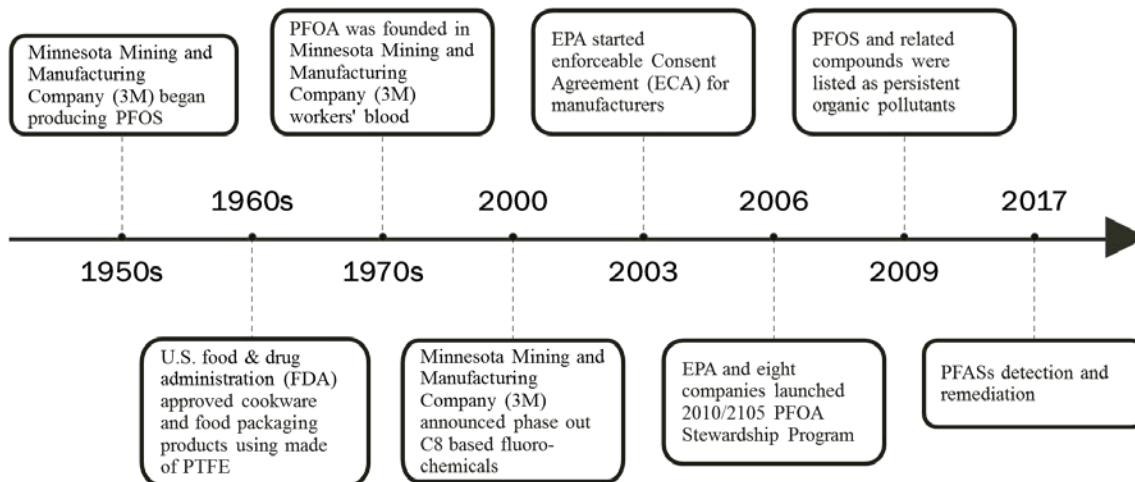 Minnesota Mining and
Manufacturing
Company (3M) began
producing PFOS
PFOA was founded in
Minnesota Mining and
Manufacturing
Company (3M)
workers' blood
EPA started
enforceable Consent
Agreement (ECA) for
manufacturers
PFOS and related
compounds were
listed as persistent
organic pollutants
1960s
2000
2006
2017
1950s
1970s
2003
2009
U.S. food & drug
administration (FDA)
approved cookware
and food packaging
products using made
of PTFE
Minnesota Mining and
Manufacturing
Company (3M)
announced phase out
C8 based fluoro-
chemicals
EPA and eight
companies launched
2010/2105 PFOA
Stewardship Program
PFASs detection and
remediation